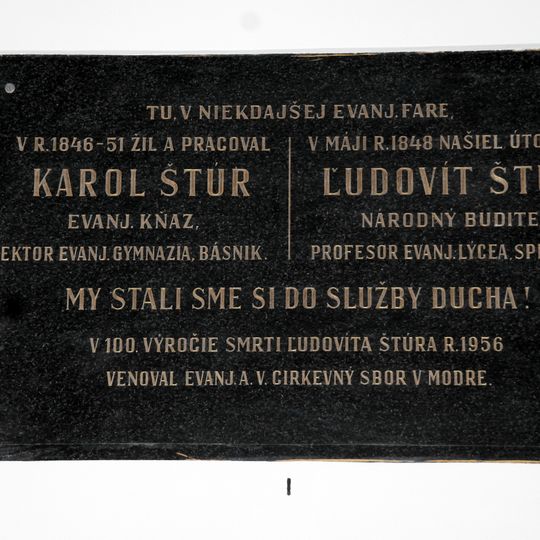 TU, V NIEKDAJŠEJ EVANJ. FARE,
V R. 1846-51 ŽIL A PRACOVAL
KAROL ŠTÚR
EVANJ. KŇAZ,
EKTOR EVANJ. GYMNAZIA, BÁSNIK.
V MÁJI R. 1848 NAŠIEL ÚTO
ĽUDOVÍT ŠT
NÁRODNÝ BUDITE
PROFESOR EVANJ. LÝCEA, SP
MY STALI SME SI DO SLUŽBY DUCHA!
V 100. VÝROČIE SMRTI ĽUDOVÍTA ŠTÚRA R. 1956
VENOVAL EVANJ. A. V. CIRKEVNÝ SBOR V MODRE.